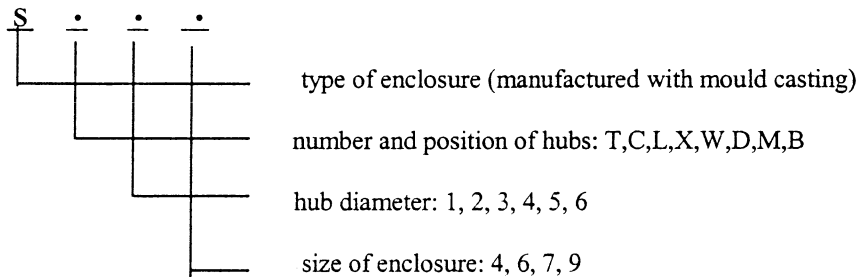 S • • •
type of enclosure (manufactured with mould casting)
number and position of hubs: T,C,L,X,W,D,M,B
hub diameter: 1, 2, 3, 4, 5, 6
size of enclosure: 4, 6, 7, 9